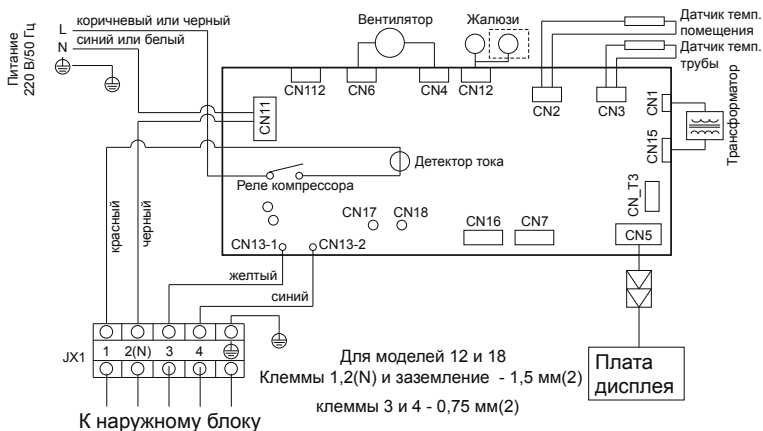 коричневый или черный
L
синий или белый
N
Питание
220 В/50 Гц
Вентилятор
Жалюзи
Датчик темп.
помещения
Датчик темп.
трубы
CN112
CN6
CN4
CN12
CN2
CN3
CN1
CN11
CN15
Трансформатор
Детектор тока
Реле компрессора
CN_T3
CN17
CN18
CN16
CN7
CN5
красный
черный
CN13-1
CN13-2
желтый
синий
JX1
1
2(N)
3
4
Для моделей 12 и 18
Клеммы 1,2(N) и заземление - 1,5 мм(2)
клеммы 3 и 4 - 0,75 мм(2)
Плата
дисплея
К наружному блоку